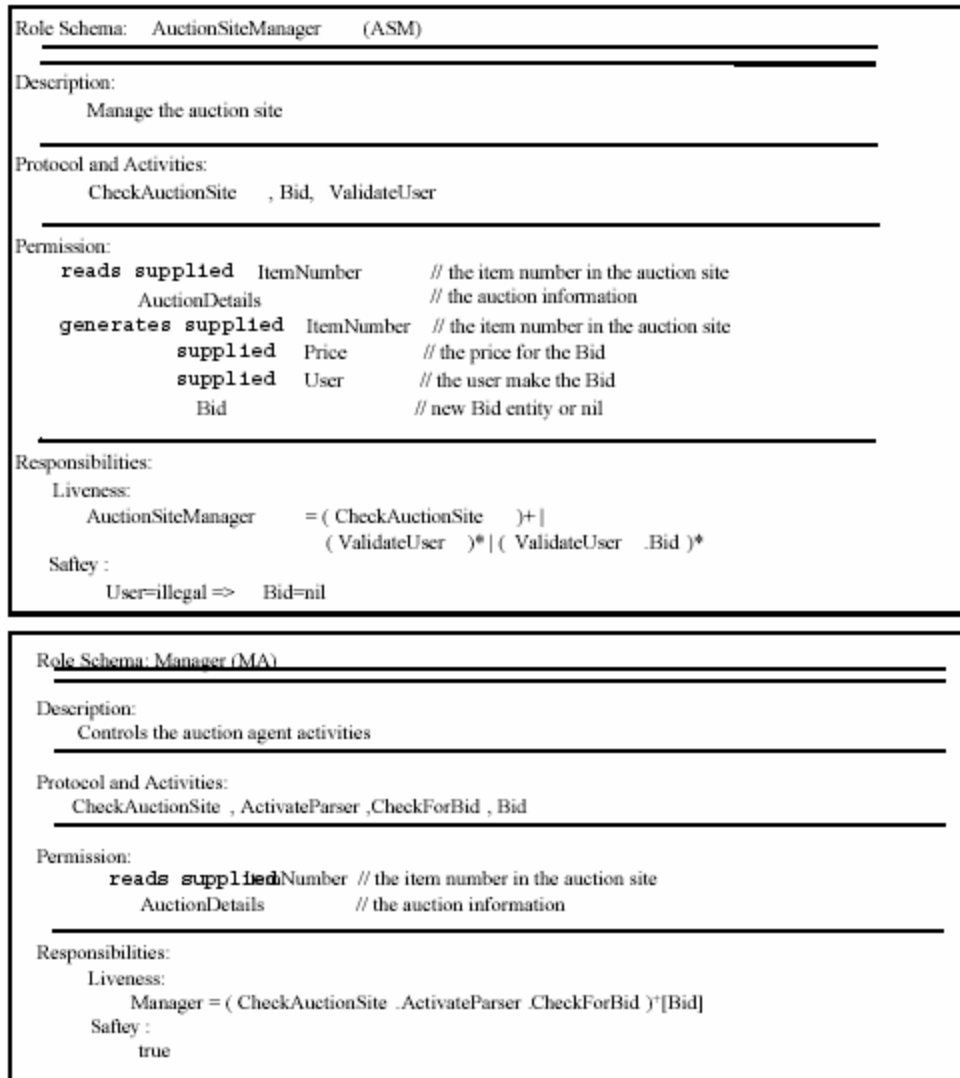 Role Schema: AuctionSiteManager (ASM)
Description:
Manage the auction site
Protocol and Activities:
CheckAuctionSite , Bid, ValidateUser
Permission:
reads supplied ItemNumber // the item number in the auction site
AuctionDetails // the auction information
generates supplied ItemNumber // the item number in the auction site
supplied Price // the price for the Bid
supplied User // the user make the Bid
Bid // new Bid entity or nil
Responsibilities:
Liveness:
AuctionSiteManager = ( CheckAuctionSite )+ |
( ValidateUser )* | ( ValidateUser .Bid )*
Saftey :
User=illegal => Bid=nil
Role Schema: Manager (MA)
Description:
Controls the auction agent activities
Protocol and Activities:
CheckAuctionSite , ActivateParser ,CheckForBid , Bid
Permission:
reads supplied ItemNumber // the item number in the auction site
AuctionDetails // the auction information
Responsibilities:
Liveness:
Manager = ( CheckAuctionSite .ActivateParser .CheckForBid )⁺[Bid]
Saftey :
true